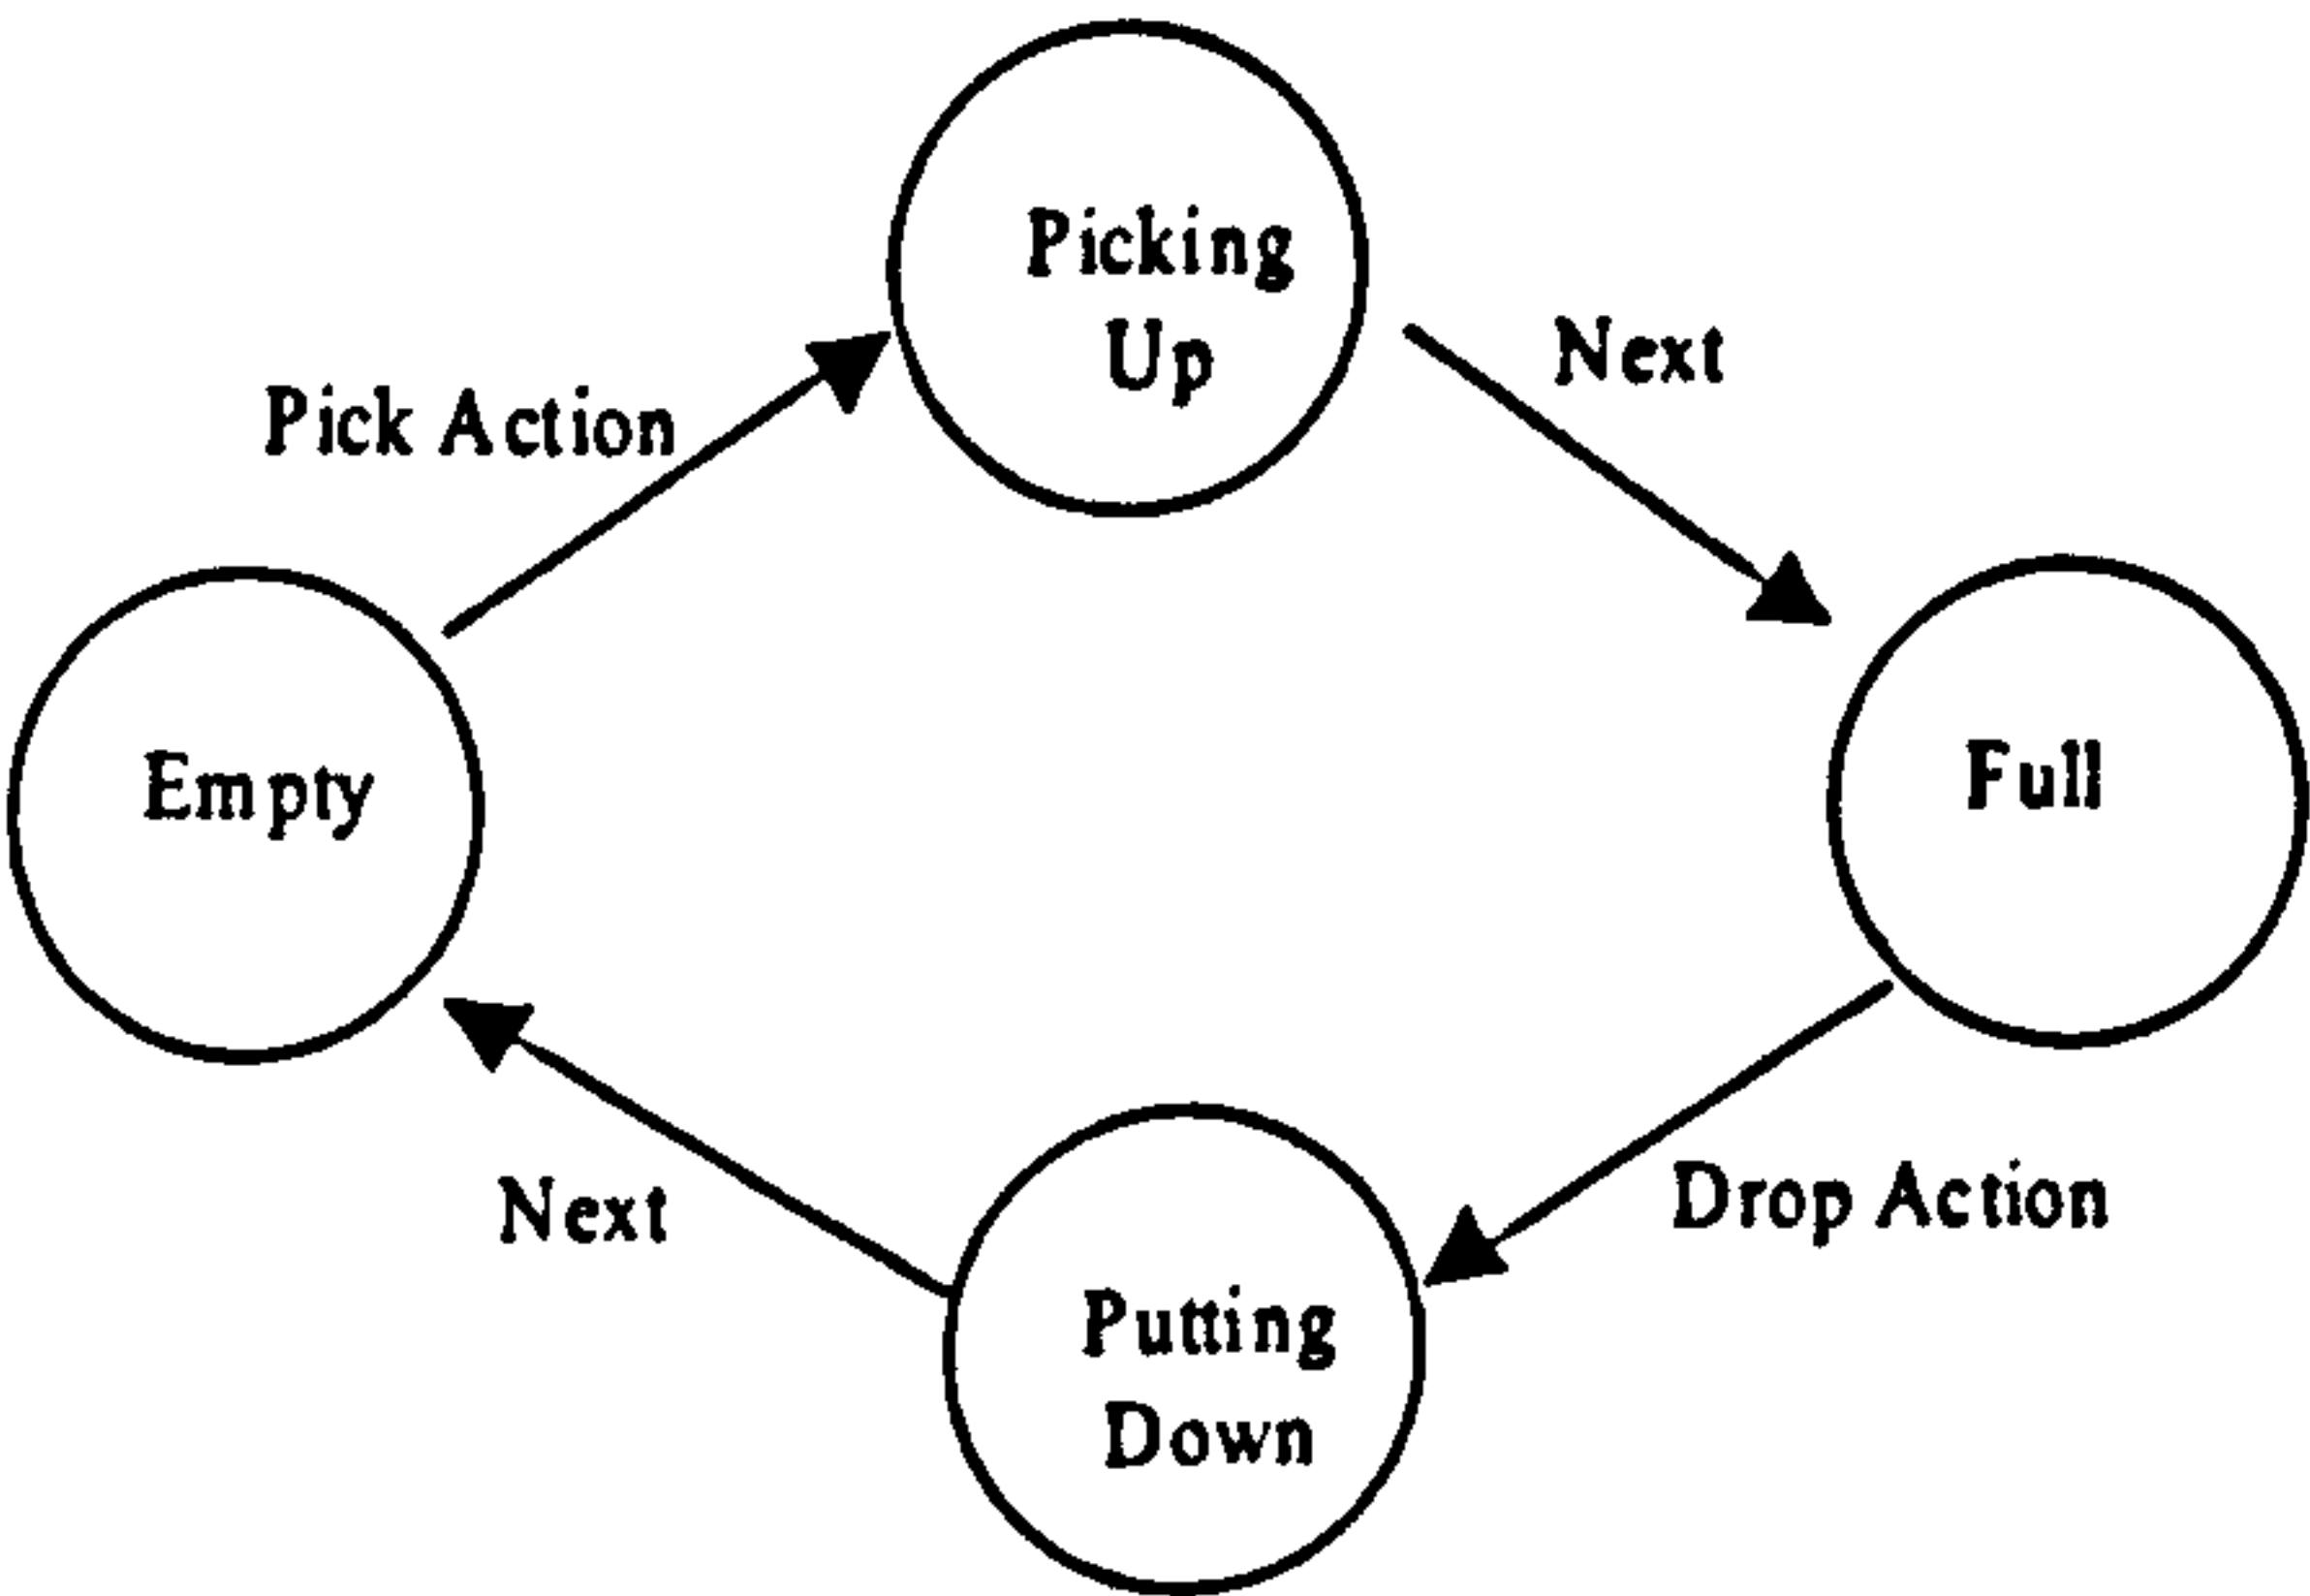 Picking
Up
Next
Pick Action
Empty
Full
Next
Drop Action
Putting
Down